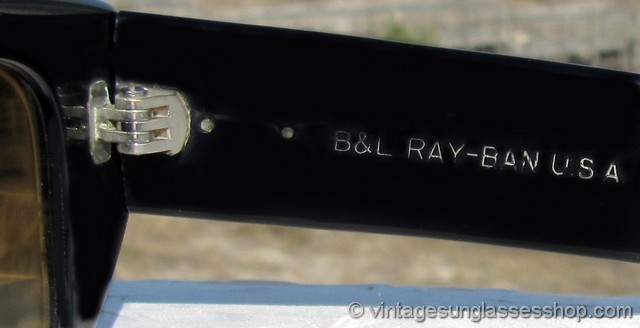 B&L RAY-BAN U.S.A
© vintagesunglassesshop.com